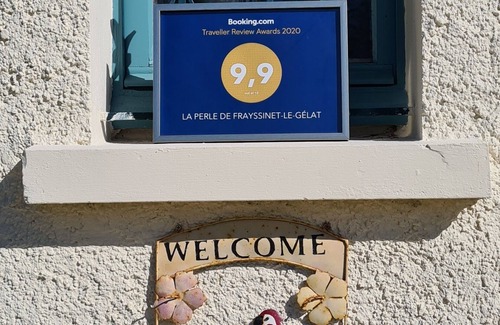 Booking.com
Traveller Review Awards 2020
9,9
LA PERLE DE FRAYSSINET-LE-GÉLAT
WELCOME